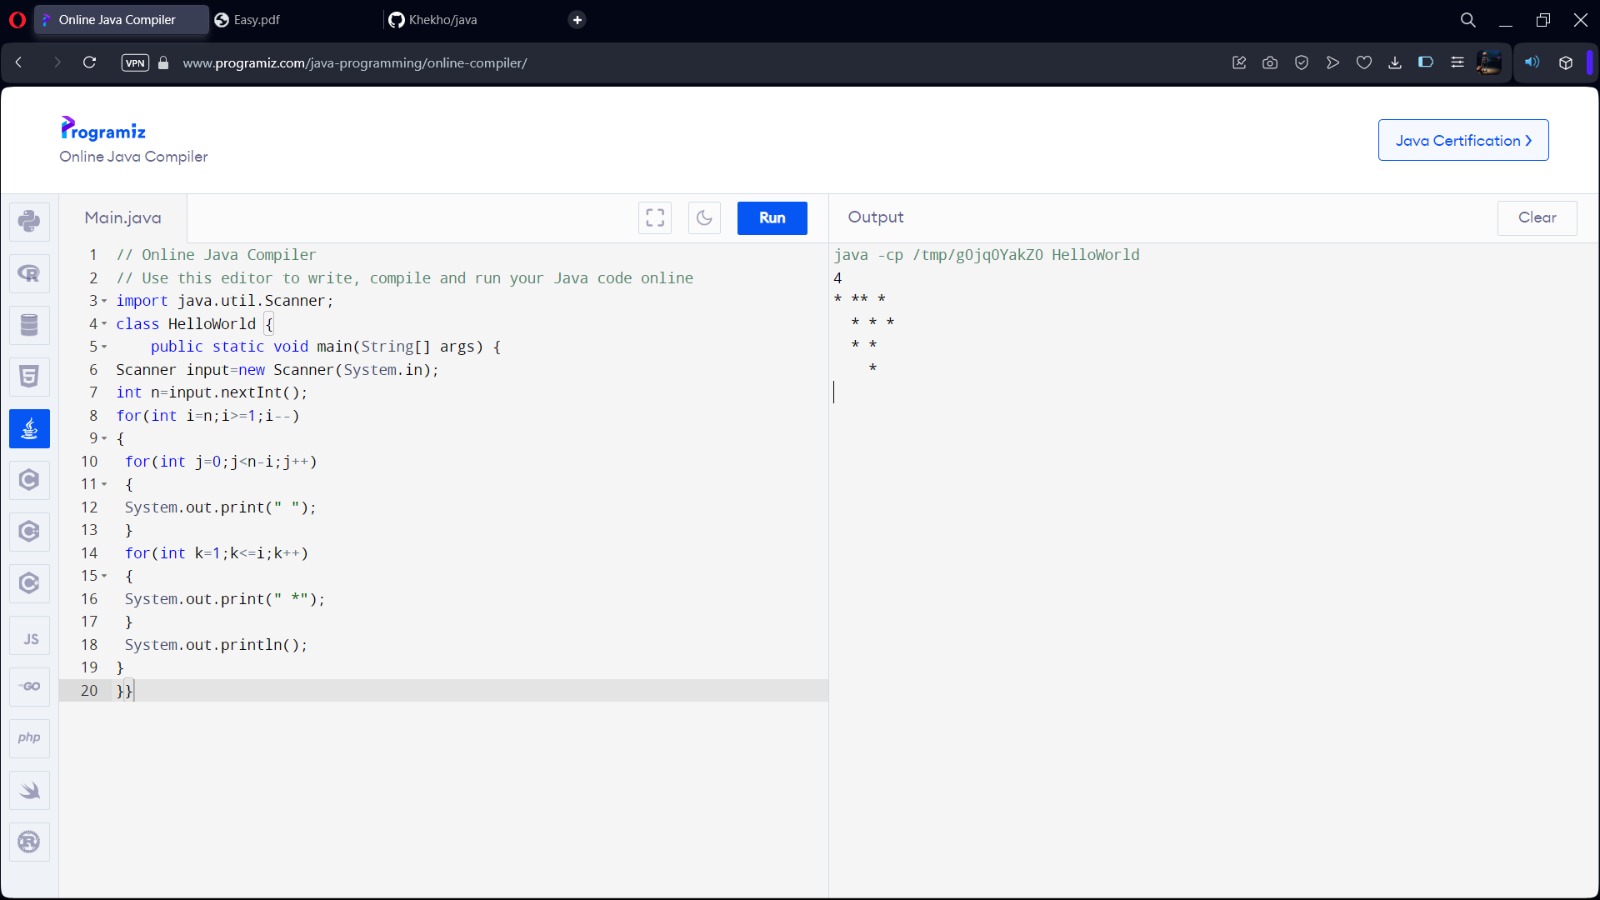 Online Java Compiler
Easy.pdf
Khekho/java
VPN
www.programiz.com/java-programming/online-compiler/
Programiz
Online Java Compiler
Java Certification
Main.java
Run
Output
Clear
1 // Online Java Compiler
2 // Use this editor to write, compile and run your Java code online
3 import java.util.Scanner;
4 class HelloWorld {
5 public static void main(String[] args) {
6 Scanner input=new Scanner(System.in);
7 int n=input.nextInt();
8 for(int i=n;i>=1;i--)
9 {
10 for(int j=0;j<n-i;j++)
11 {
12 System.out.print(" ");
13 }
14 for(int k=1;k<=i;k++)
15 {
16 System.out.print(" *");
17 }
18 System.out.println();
19 }
20 }}
java -cp /tmp/g0jq0YakZ0 HelloWorld
4
* ** *
* * *
* *
*
JS
GO
php